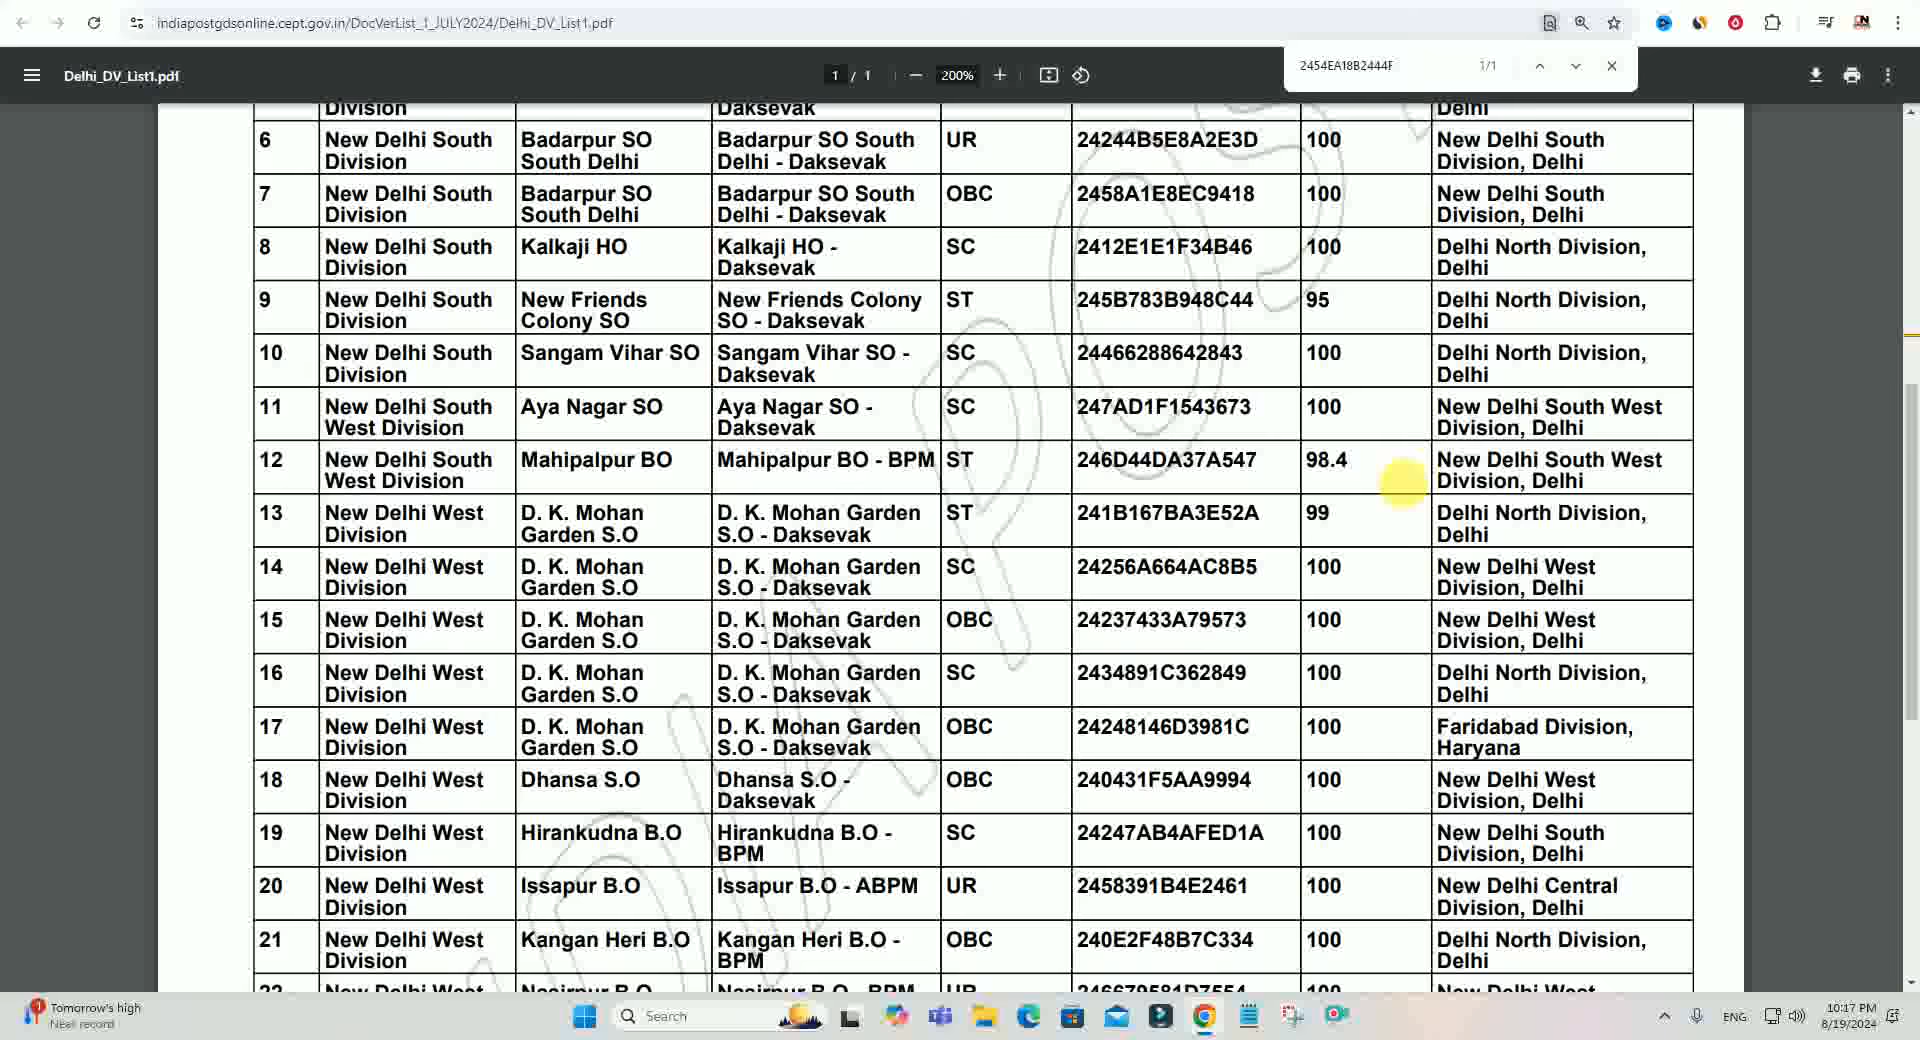 indiapostgdsonline.cept.gov.in/DocVerList_1_JULY2024/Delhi_DV_List1.pdf
2454EA18B2444F 1/1
Delhi_DV_List1.pdf 1 / 1 200%
Division Daksevak Delhi
6 New Delhi South Badarpur SO Badarpur SO South UR 24244B5E8A2E3D 100 New Delhi South
Division South Delhi Delhi - Daksevak Division, Delhi
7 New Delhi South Badarpur SO Badarpur SO South OBC 2458A1E8EC9418 100 New Delhi South
Division South Delhi Delhi - Daksevak Division, Delhi
8 New Delhi South Kalkaji HO Kalkaji HO - SC 2412E1E1F34B46 100 Delhi North Division,
Division Daksevak Delhi
9 New Delhi South New Friends New Friends Colony ST 245B783B948C44 95 Delhi North Division,
Division Colony SO SO - Daksevak Delhi
10 New Delhi South Sangam Vihar SO Sangam Vihar SO - SC 24466288642843 100 Delhi North Division,
Division Daksevak Delhi
11 New Delhi South Aya Nagar SO Aya Nagar SO - SC 247AD1F1543673 100 New Delhi South West
West Division Daksevak Division, Delhi
12 New Delhi South Mahipalpur BO Mahipalpur BO - BPM ST 246D44DA37A547 98.4 New Delhi South West
West Division Division, Delhi
13 New Delhi West D. K. Mohan D. K. Mohan Garden ST 241B167BA3E52A 99 Delhi North Division,
Division Garden S.O S.O - Daksevak Delhi
14 New Delhi West D. K. Mohan D. K. Mohan Garden SC 24256A664AC8B5 100 New Delhi West
Division Garden S.O S.O - Daksevak Division, Delhi
15 New Delhi West D. K. Mohan D. K. Mohan Garden OBC 24237433A79573 100 New Delhi West
Division Garden S.O S.O - Daksevak Division, Delhi
16 New Delhi West D. K. Mohan D. K. Mohan Garden SC 2434891C362849 100 Delhi North Division,
Division Garden S.O S.O - Daksevak Delhi
17 New Delhi West D. K. Mohan D. K. Mohan Garden OBC 24248146D3981C 100 Faridabad Division,
Division Garden S.O S.O - Daksevak Haryana
18 New Delhi West Dhansa S.O Dhansa S.O - OBC 240431F5AA9994 100 New Delhi West
Division Daksevak Division, Delhi
19 New Delhi West Hirankudna B.O Hirankudna B.O - SC 24247AB4AFED1A 100 New Delhi South
Division BPM Division, Delhi
20 New Delhi West Issapur B.O Issapur B.O - ABPM UR 2458391B4E2461 100 New Delhi Central
Division Division, Delhi
21 New Delhi West Kangan Heri B.O Kangan Heri B.O - OBC 240E2F48B7C334 100 Delhi North Division,
Division BPM Delhi
22 New Delhi West B.O B.O - BPM UR 100 New Delhi West
Tomorrow's high
Near record
Search
ENG
10:17 PM
8/19/2024